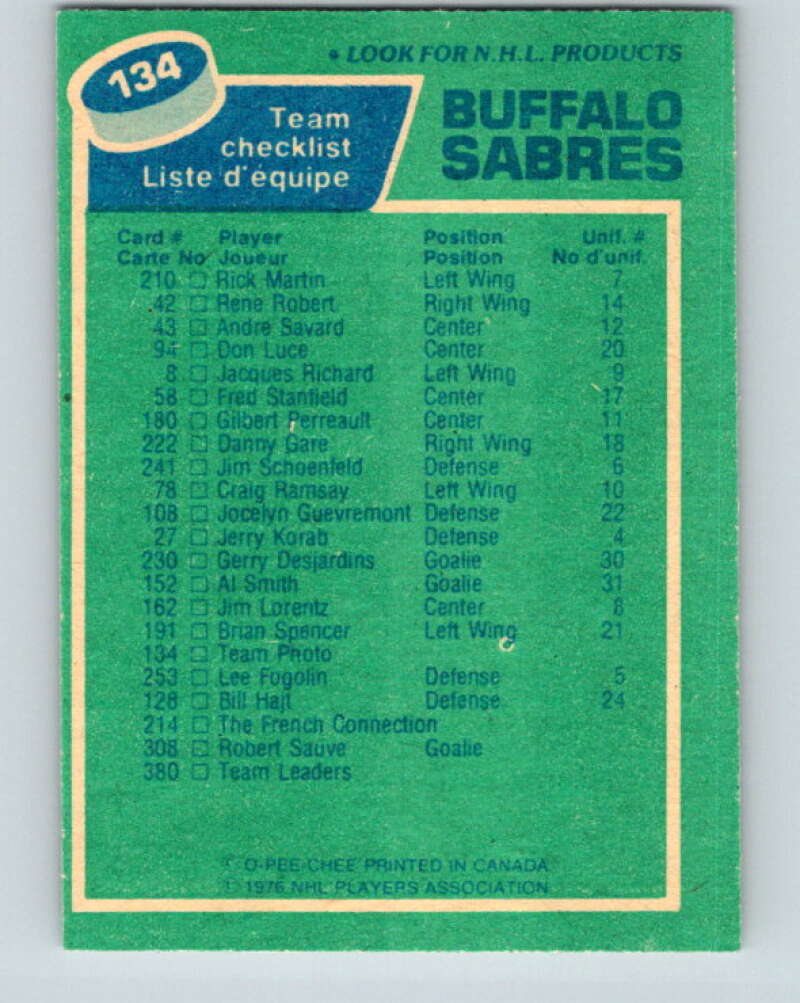 134
• LOOK FOR N.H.L. PRODUCTS
Team
checklist
Liste d'équipe
BUFFALO
SABRES
Card # Player Position Unif. #
Carte No Joueur Position No d'unif.
210 □ Rick Martin Left Wing 7
42 □ Rene Robert Right Wing 14
43 □ Andre Savard Center 12
94 □ Don Luce Center 20
8 □ Jacques Richard Left Wing 9
58 □ Fred Stanfield Center 17
180 □ Gilbert Perreault Center 11
222 □ Danny Gare Right Wing 18
241 □ Jim Schoenfeld Defense 6
78 □ Craig Ramsay Left Wing 10
108 □ Jocelyn Guevremont Defense 22
27 □ Jerry Korab Defense 4
230 □ Gerry Desjardins Goalie 30
152 □ Al Smith Goalie 31
162 □ Jim Lorentz Center 8
191 □ Brian Spencer Left Wing 21
134 □ Team Photo
253 □ Lee Fogolin Defense 5
128 □ Bill Hajt Defense 24
214 □ The French Connection
308 □ Robert Sauve Goalie
380 □ Team Leaders
© O-PEE-CHEE PRINTED IN CANADA
© 1976 NHL PLAYERS ASSOCIATION